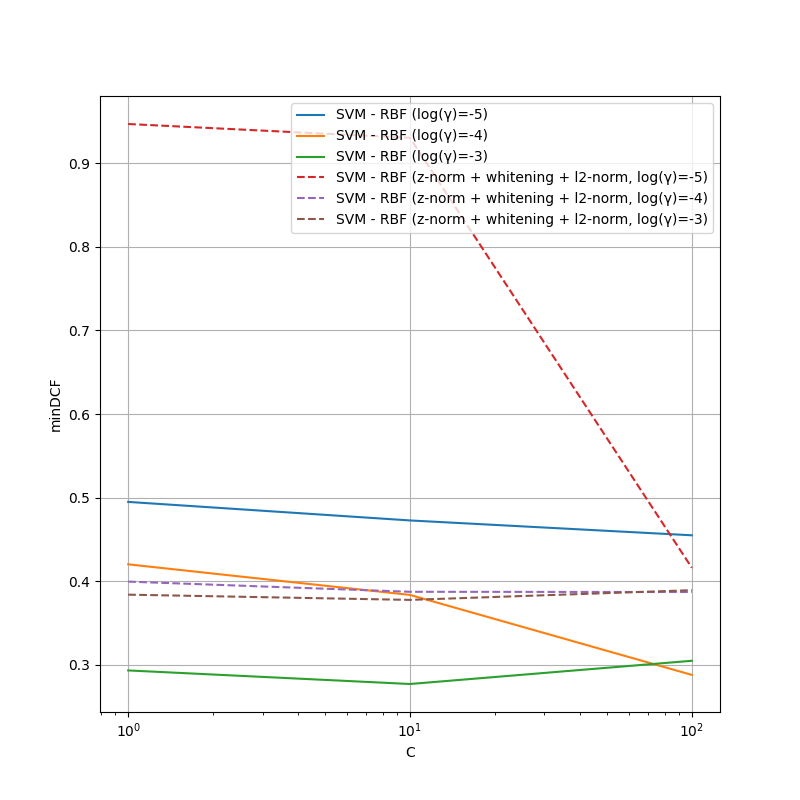 SVM - RBF (log(γ)=-5)
SVM - RBF (log(γ)=-4)
SVM - RBF (log(γ)=-3)
SVM - RBF (z-norm + whitening + l2-norm, log(γ)=-5)
SVM - RBF (z-norm + whitening + l2-norm, log(γ)=-4)
SVM - RBF (z-norm + whitening + l2-norm, log(γ)=-3)
0.9
0.8
0.7
0.6
0.5
0.4
0.3
minDCF
10⁰ 10¹ 10²
C